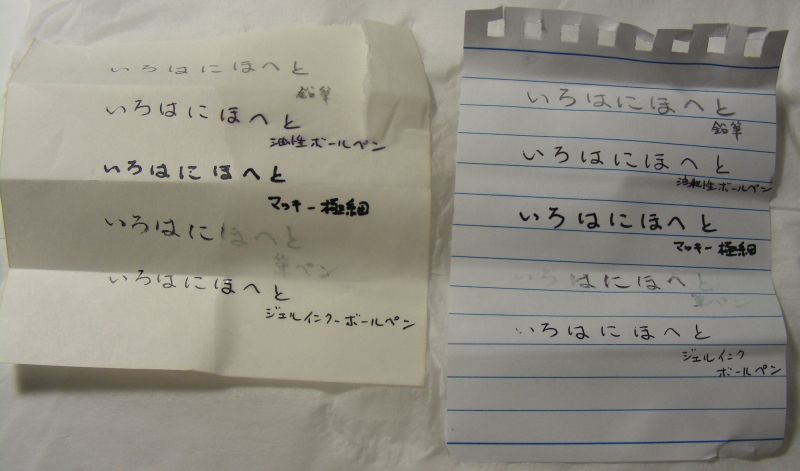 いろはにほへと
鉛筆
いろはにほへと
油性ボールペン
いろはにほへと
マッキー極細
いろはにほへと
筆ペン
いろはにほへと
ジェルインクーボールペン
いろはにほへと
鉛筆
いろはにほへと
油性ボールペン
いろはにほへと
マッキー極細
いろはにほへと
筆ペン
いろはにほへと
ジェルインク
ボールペン